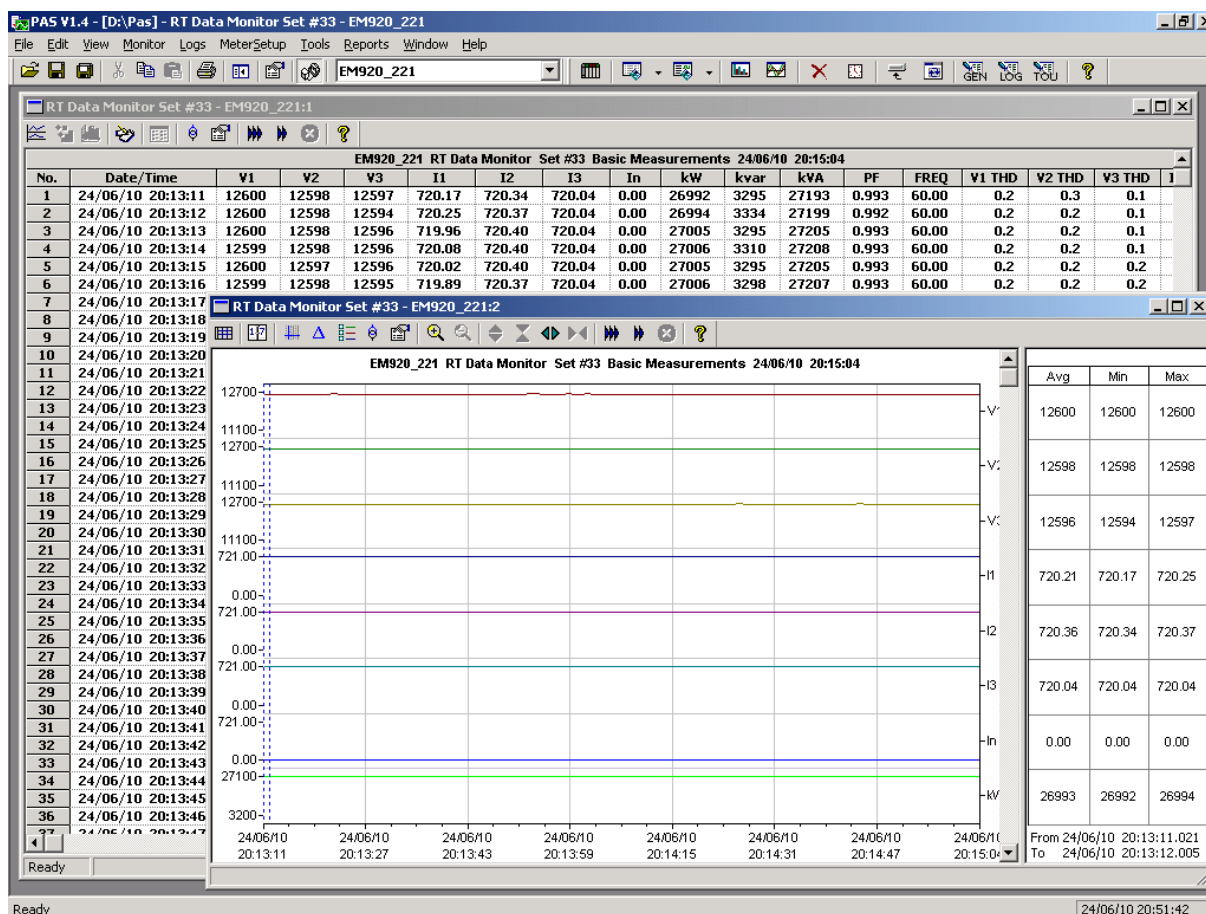 PAS V1.4 - [D:\Pas] - RT Data Monitor Set #33 - EM920_221
File Edit View Monitor Logs MeterSetup Tools Reports Window Help
EM920_221
GEN LOG TOU
RT Data Monitor Set #33 - EM920_221:1
EM920_221 RT Data Monitor Set #33 Basic Measurements 24/06/10 20:15:04
No. Date/Time V1 V2 V3 I1 I2 I3 In kW kvar kVA PF FREQ V1 THD V2 THD V3 THD
1 24/06/10 20:13:11 12600 12598 12597 720.17 720.34 720.04 0.00 26992 3295 27193 0.993 60.00 0.2 0.3 0.1
2 24/06/10 20:13:12 12600 12598 12594 720.25 720.37 720.04 0.00 26994 3334 27199 0.992 60.00 0.2 0.2 0.1
3 24/06/10 20:13:13 12600 12598 12596 719.96 720.40 720.04 0.00 27005 3295 27205 0.993 60.00 0.2 0.2 0.1
4 24/06/10 20:13:14 12599 12598 12596 720.08 720.40 720.04 0.00 27006 3310 27208 0.993 60.00 0.2 0.2 0.1
5 24/06/10 20:13:15 12600 12597 12596 720.02 720.40 720.04 0.00 27005 3295 27205 0.993 60.00 0.2 0.2 0.2
6 24/06/10 20:13:16 12599 12598 12595 719.89 720.37 720.04 0.00 27006 3298 27207 0.993 60.00 0.2 0.2 0.2
7 24/06/10 20:13:17
8 24/06/10 20:13:18
9 24/06/10 20:13:19
10 24/06/10 20:13:20
11 24/06/10 20:13:21
12 24/06/10 20:13:22
13 24/06/10 20:13:23
14 24/06/10 20:13:24
15 24/06/10 20:13:25
16 24/06/10 20:13:26
17 24/06/10 20:13:27
18 24/06/10 20:13:28
19 24/06/10 20:13:29
20 24/06/10 20:13:30
21 24/06/10 20:13:31
22 24/06/10 20:13:32
23 24/06/10 20:13:33
24 24/06/10 20:13:34
25 24/06/10 20:13:35
26 24/06/10 20:13:36
27 24/06/10 20:13:37
28 24/06/10 20:13:38
29 24/06/10 20:13:39
30 24/06/10 20:13:40
31 24/06/10 20:13:41
32 24/06/10 20:13:42
33 24/06/10 20:13:43
34 24/06/10 20:13:44
35 24/06/10 20:13:45
36 24/06/10 20:13:46
37 24/06/10 20:13:47
Ready
RT Data Monitor Set #33 - EM920_221:2
EM920_221 RT Data Monitor Set #33 Basic Measurements 24/06/10 20:15:04
Avg Min Max
12700
V1 12600 12600 12600
11100
12700
V2 12598 12598 12598
11100
12700
V3 12596 12594 12597
11100
721.00
I1 720.21 720.17 720.25
0.00
721.00
I2 720.36 720.34 720.37
0.00
721.00
I3 720.04 720.04 720.04
0.00
721.00
In 0.00 0.00 0.00
0.00
27100
kW 26993 26992 26994
3200
24/06/10 24/06/10 24/06/10 24/06/10 24/06/10 24/06/10 24/06/10 24/06/10
20:13:11 20:13:27 20:13:43 20:13:59 20:14:15 20:14:31 20:14:47 20:15:04
From 24/06/10 20:13:11.021
To 24/06/10 20:13:12.005
Ready
24/06/10 20:51:42